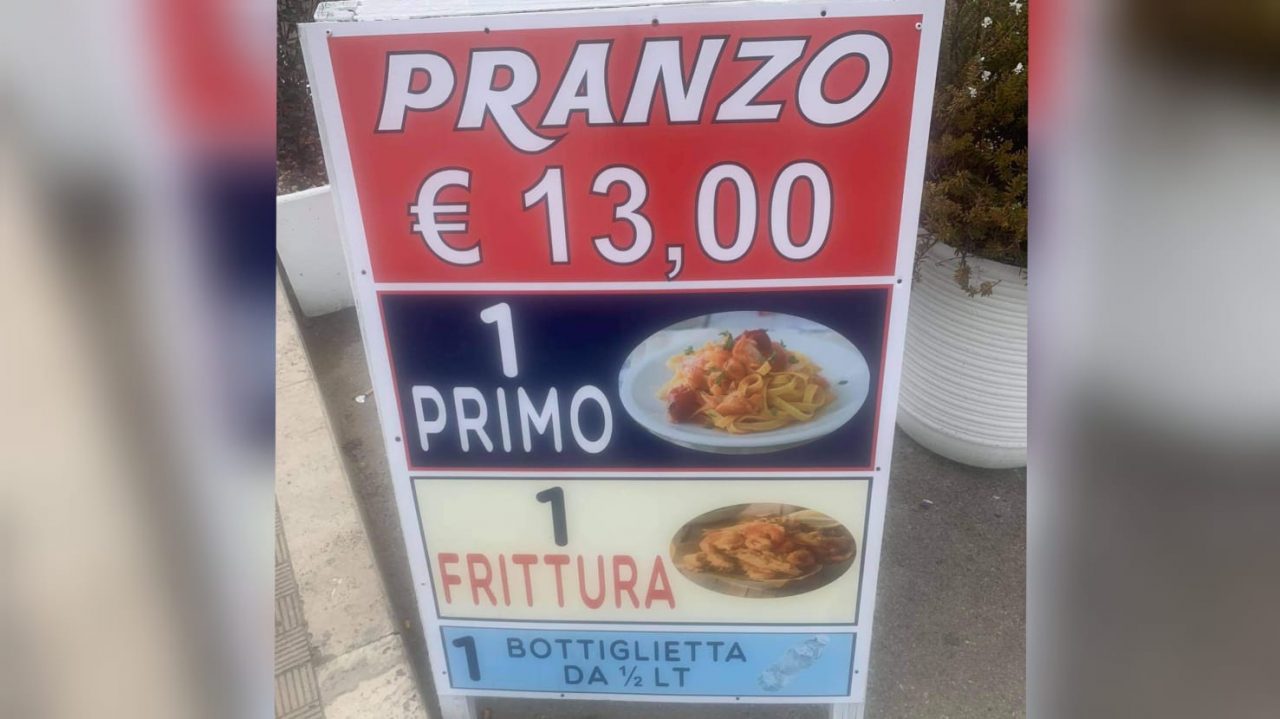 PRANZO
€ 13,00
1
PRIMO
1
FRITTURA
1 BOTTIGLIETTA
DA ½ LT